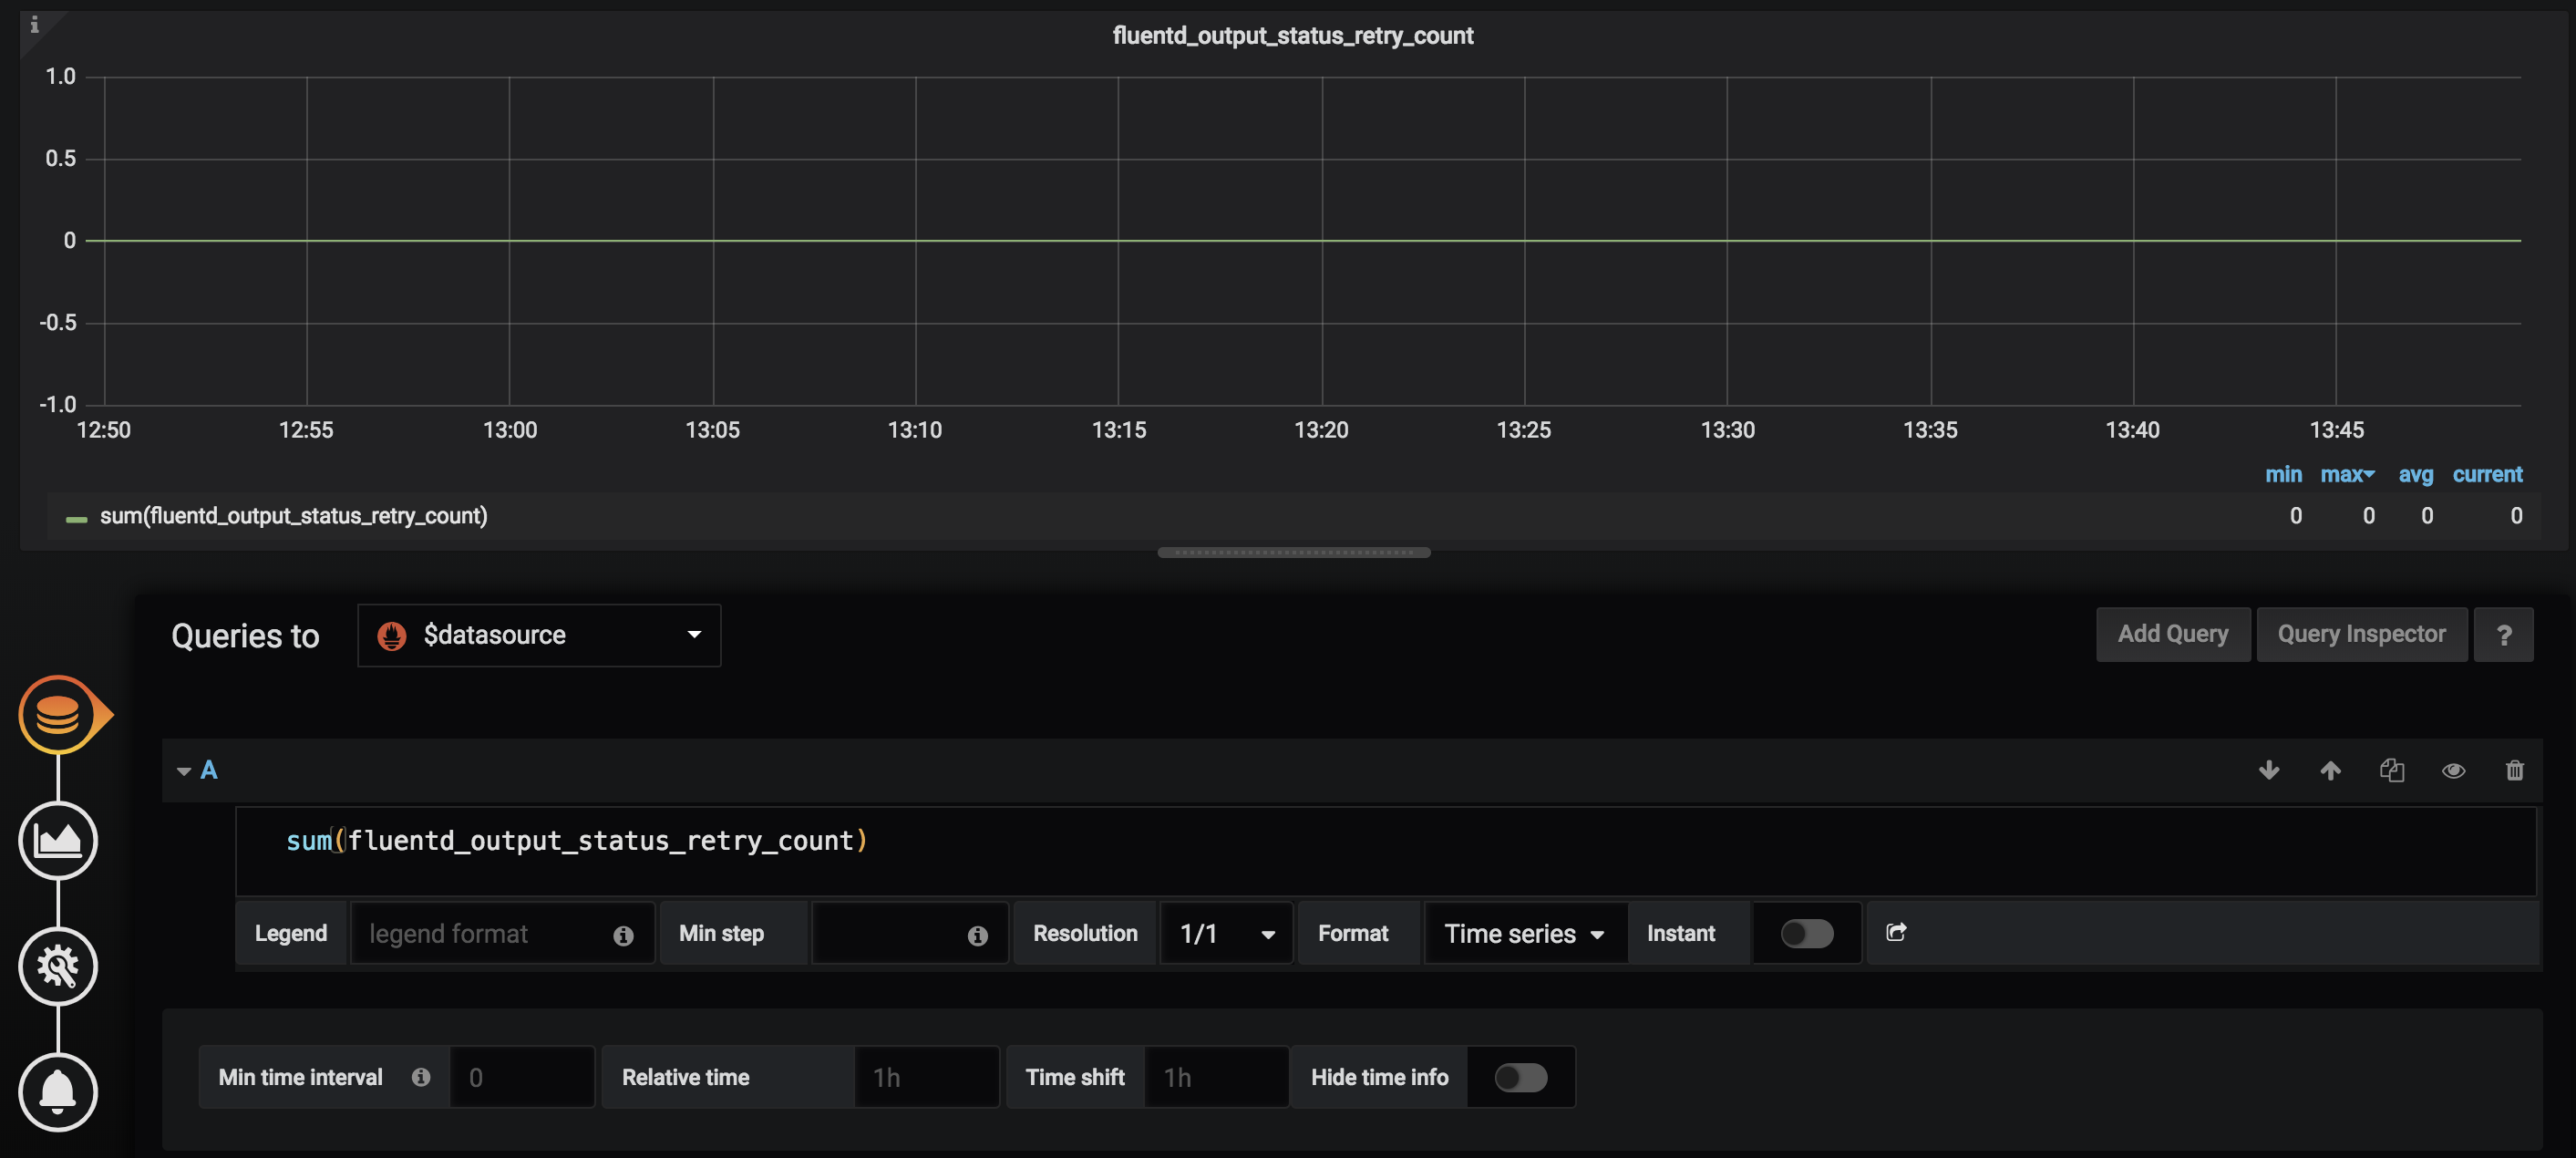 fluentd_output_status_retry_count
1.0
0.5
0
-0.5
-1.0
12:50 12:55 13:00 13:05 13:10 13:15 13:20 13:25 13:30 13:35 13:40 13:45
min max avg current
sum(fluentd_output_status_retry_count) 0 0 0 0
Queries to $datasource Add Query Query Inspector ?
A
sum(fluentd_output_status_retry_count)
Legend legend format Min step Resolution 1/1 Format Time series Instant
Min time interval 0 Relative time 1h Time shift 1h Hide time info